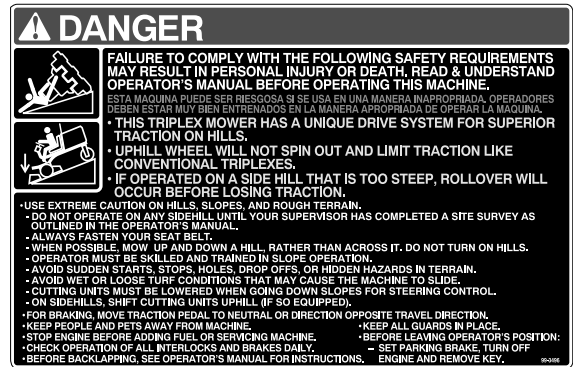 DANGER
FAILURE TO COMPLY WITH THE FOLLOWING SAFETY REQUIREMENTS
MAY RESULT IN PERSONAL INJURY OR DEATH, READ & UNDERSTAND
OPERATOR'S MANUAL BEFORE OPERATING THIS MACHINE.
ESTA MAQUINA PUEDE SER RIESGOSA SI SE USA EN UNA MANERA INAPROPRIADA. OPERADORES
DEBEN ESTAR MUY BIEN ENTRENADOS EN LA MANERA APROPRIADA DE OPERAR LA MAQUINA.
• THIS TRIPLEX MOWER HAS A UNIQUE DRIVE SYSTEM FOR SUPERIOR
TRACTION ON HILLS.
• UPHILL WHEEL WILL NOT SPIN OUT AND LIMIT TRACTION LIKE
CONVENTIONAL TRIPLEXES.
• IF OPERATED ON A SIDE HILL THAT IS TOO STEEP, ROLLOVER WILL
OCCUR BEFORE LOSING TRACTION.
•USE EXTREME CAUTION ON HILLS, SLOPES, AND ROUGH TERRAIN.
- DO NOT OPERATE ON ANY SIDEHILL UNTIL YOUR SUPERVISOR HAS COMPLETED A SITE SURVEY AS
OUTLINED IN THE OPERATOR'S MANUAL.
- ALWAYS FASTEN YOUR SEAT BELT.
- WHEN POSSIBLE, MOW UP AND DOWN A HILL, RATHER THAN ACROSS IT. DO NOT TURN ON HILLS.
- OPERATOR MUST BE SKILLED AND TRAINED IN SLOPE OPERATION.
- AVOID SUDDEN STARTS, STOPS, HOLES, DROP OFFS, OR HIDDEN HAZARDS IN TERRAIN.
- AVOID WET OR LOOSE TURF CONDITIONS THAT MAY CAUSE THE MACHINE TO SLIDE.
- CUTTING UNITS MUST BE LOWERED WHEN GOING DOWN SLOPES FOR STEERING CONTROL.
- ON SIDEHILLS, SHIFT CUTTING UNITS UPHILL (IF SO EQUIPPED).
•FOR BRAKING, MOVE TRACTION PEDAL TO NEUTRAL OR DIRECTION OPPOSITE TRAVEL DIRECTION.
•KEEP PEOPLE AND PETS AWAY FROM MACHINE.
•STOP ENGINE BEFORE ADDING FUEL OR SERVICING MACHINE.
•CHECK OPERATION OF ALL INTERLOCKS AND BRAKES DAILY.
•BEFORE BACKLAPPING, SEE OPERATOR'S MANUAL FOR INSTRUCTIONS.
•KEEP ALL GUARDS IN PLACE.
•BEFORE LEAVING OPERATOR'S POSITION:
- SET PARKING BRAKE, TURN OFF
ENGINE AND REMOVE KEY.
99-3496